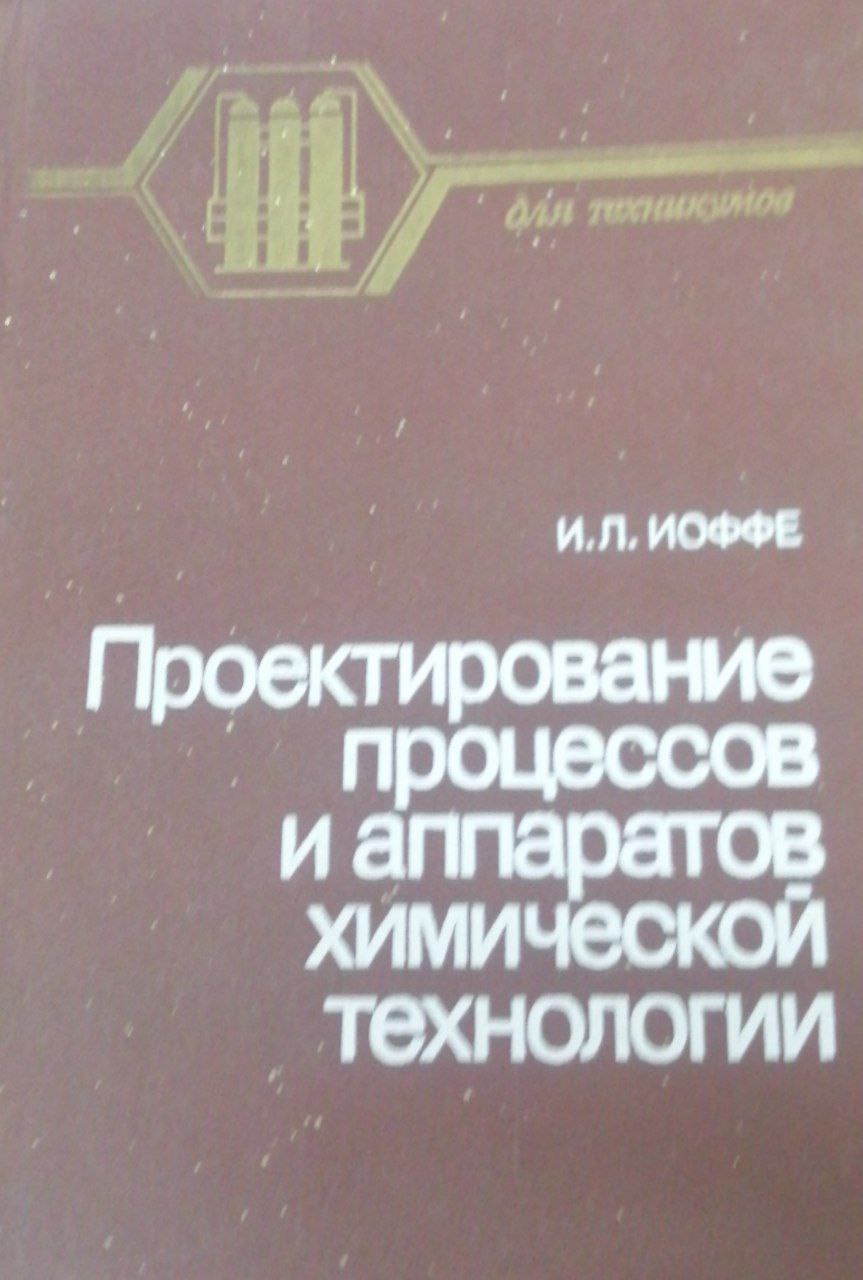 для техникумов
И.Л. ИОФФЕ
Проектирование
процессов
и аппаратов
химической
технологии